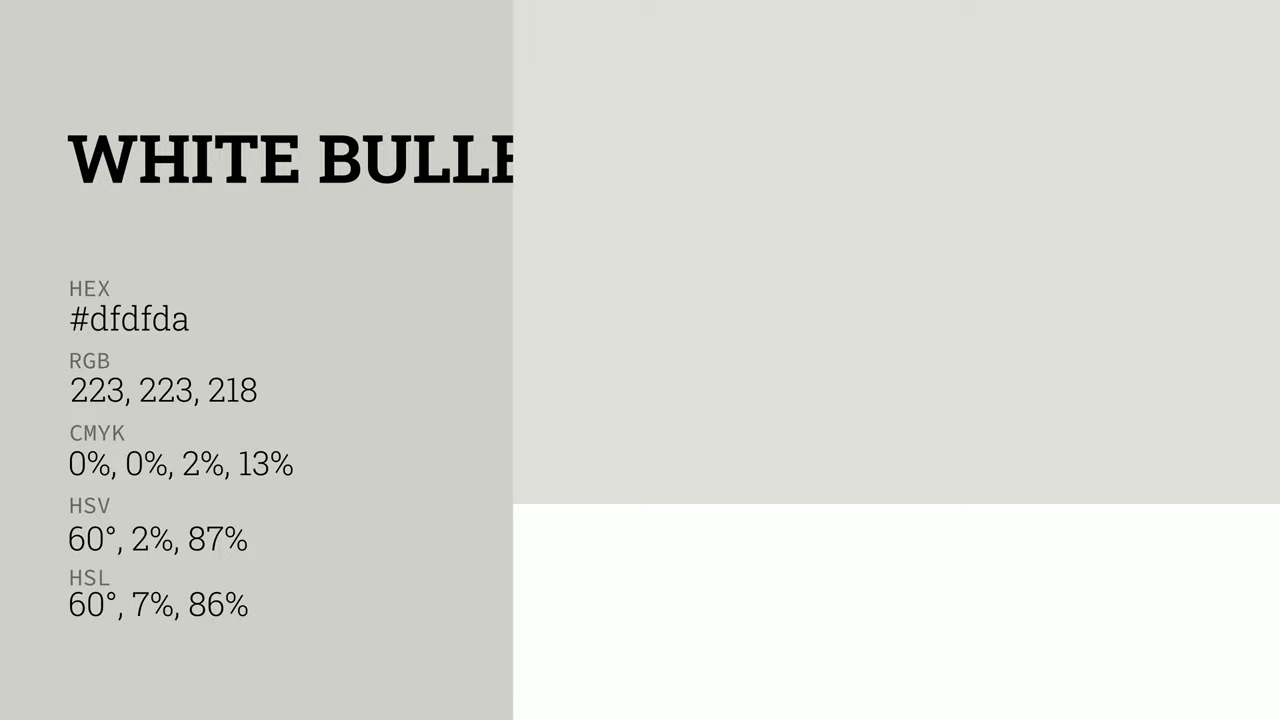 WHITE BULLE
HEX
#dfdfda
RGB
223, 223, 218
CMYK
0%, 0%, 2%, 13%
HSV
60°, 2%, 87%
HSL
60°, 7%, 86%